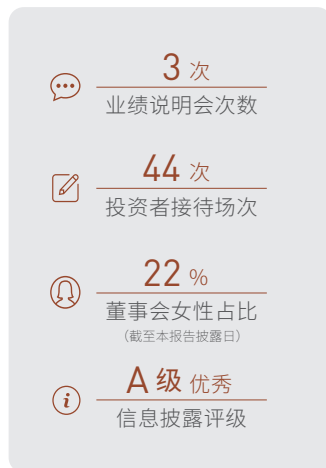 3 次
业绩说明会次数
44 次
投资者接待场次
22 %
董事会女性占比
（截至本报告披露日）
A 级 优秀
信息披露评级